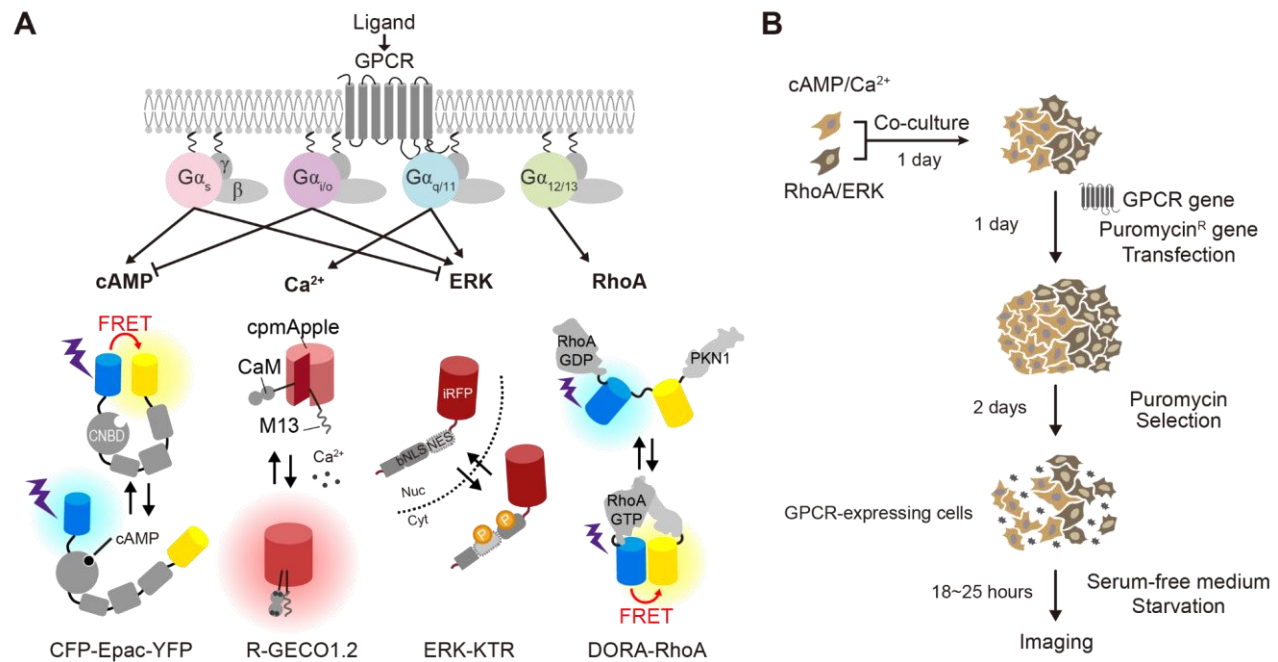 A
Ligand
GPCR
Gαs
γ
β
Gαi/o
Gαq/11
Gα12/13
cAMP
Ca²⁺
ERK
RhoA
FRET
CNBD
cAMP
CFP-Epac-YFP
cpmApple
CaM
M13
Ca²⁺
R-GECO1.2
iRFP
bNLS
NES
Nuc
Cyt
P
P
ERK-KTR
RhoA
GDP
PKN1
RhoA
GTP
FRET
DORA-RhoA
B
cAMP/Ca²⁺
Co-culture
1 day
RhoA/ERK
1 day
GPCR gene
Puromycinᴿ gene
Transfection
2 days
Puromycin
Selection
GPCR-expressing cells
18~25 hours
Serum-free medium
Starvation
Imaging